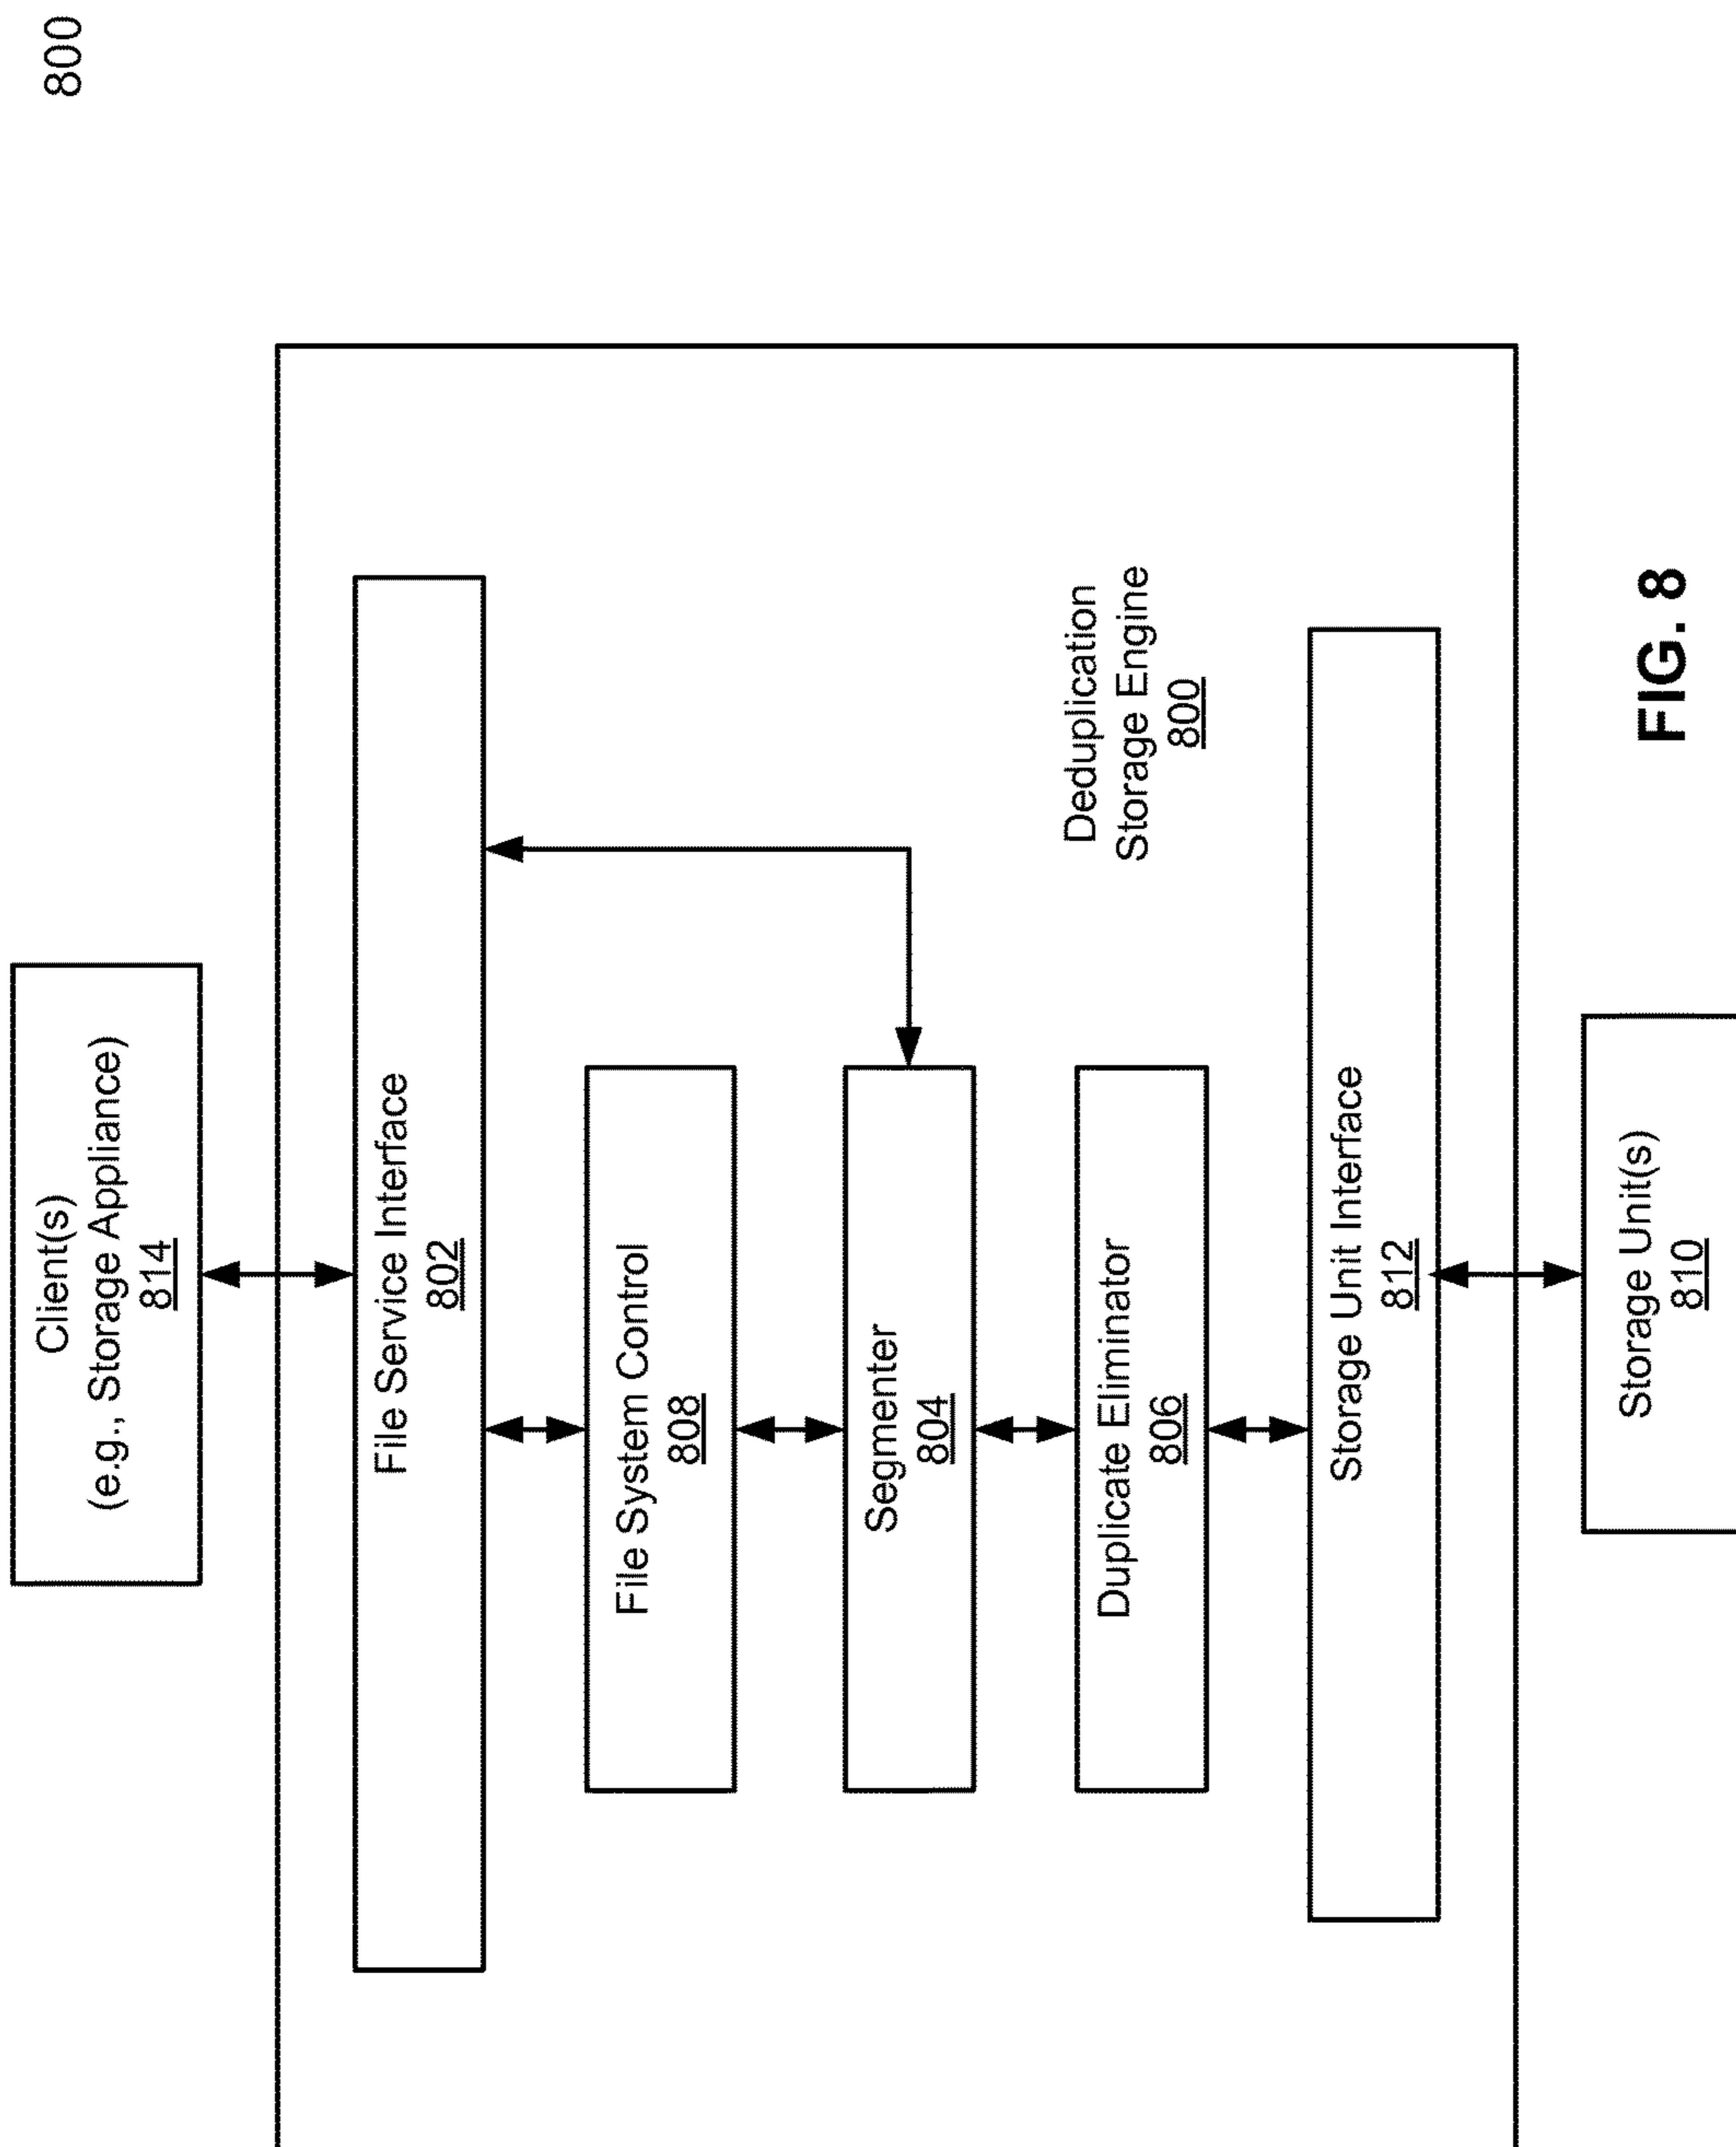 800
Client(s)
(e.g., Storage Appliance)
814
File Service Interface
802
File System Control
808
Segmenter
804
Duplicate Eliminator
806
Deduplication
Storage Engine
800
Storage Unit Interface
812
Storage Unit(s)
810
FIG. 8